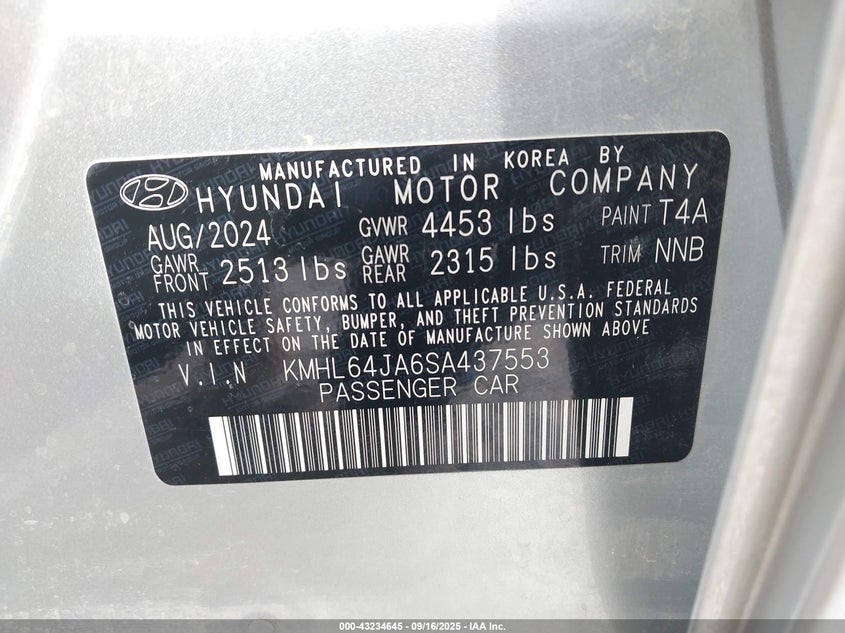 MANUFACTURED IN KOREA BY
HYUNDAI MOTOR COMPANY
AUG/2024 GVWR 4453 lbs PAINT T4A
GAWR FRONT 2513 lbs GAWR REAR 2315 lbs TRIM NNB
THIS VEHICLE CONFORMS TO ALL APPLICABLE U.S.A. FEDERAL
MOTOR VEHICLE SAFETY, BUMPER, AND THEFT PREVENTION STANDARDS
IN EFFECT ON THE DATE OF MANUFACTURE SHOWN ABOVE
V.I.N KMHL64JA6SA437553
PASSENGER CAR
000-43234645 - 09/16/2025 - IAA Inc.